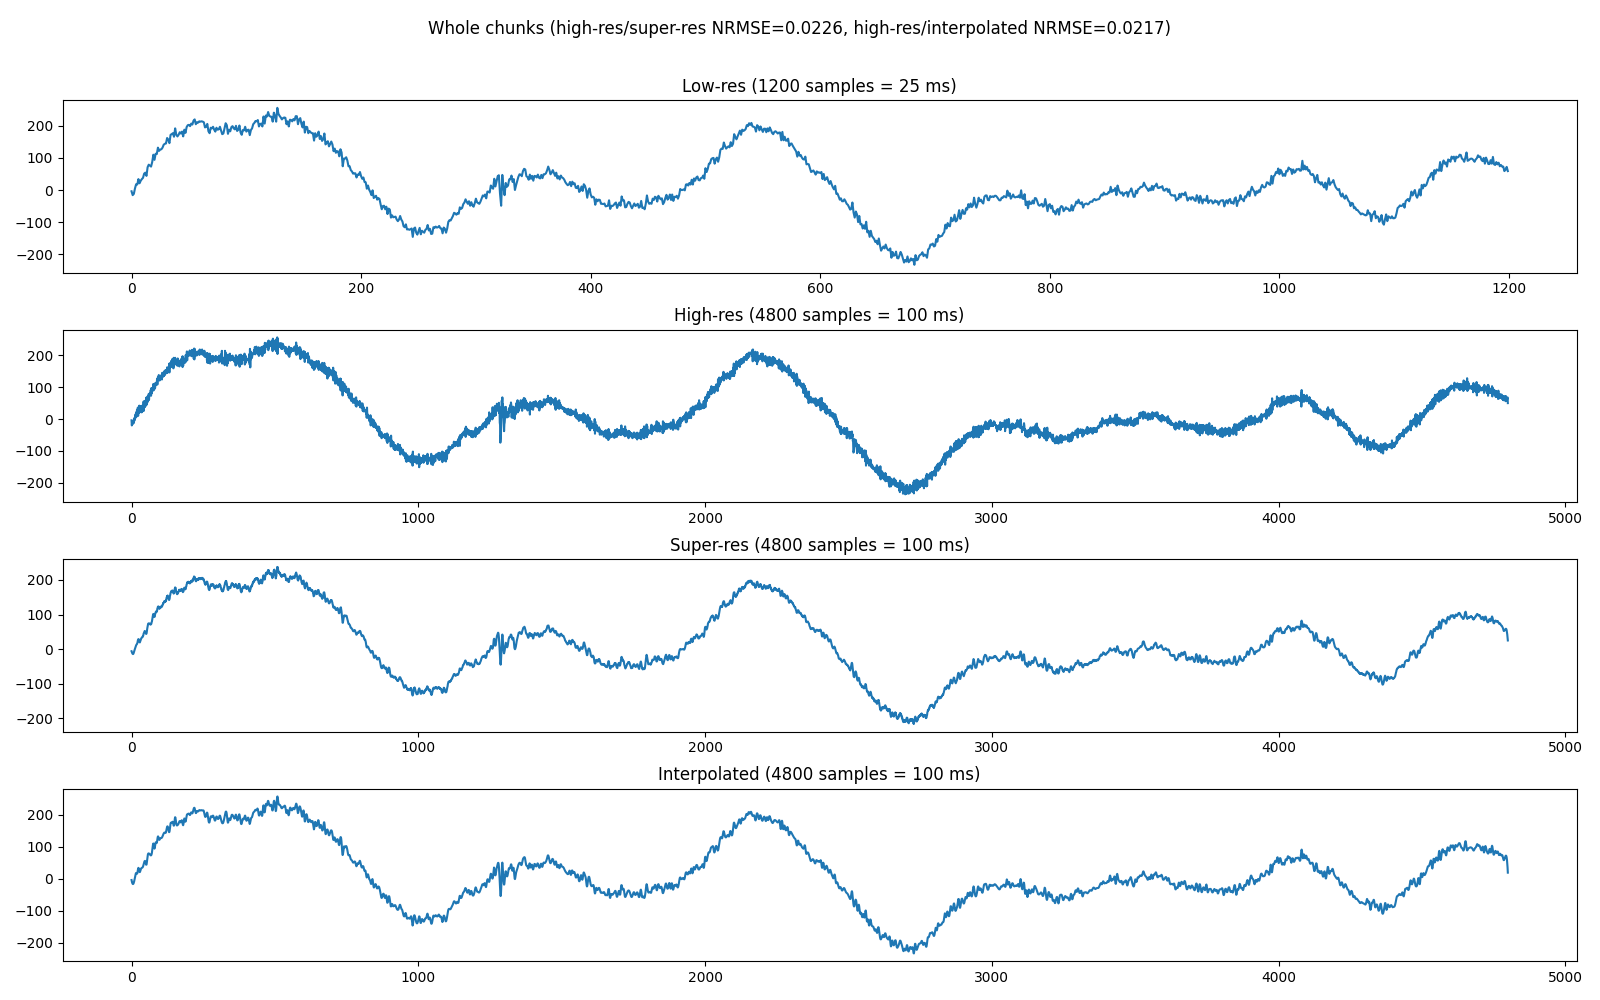 Whole chunks (high-res/super-res NRMSE=0.0226, high-res/interpolated NRMSE=0.0217)
Low-res (1200 samples = 25 ms)
200
100
0
−100
−200
0 200 400 600 800 1000 1200
High-res (4800 samples = 100 ms)
200
100
0
−100
−200
0 1000 2000 3000 4000 5000
Super-res (4800 samples = 100 ms)
200
100
0
−100
−200
0 1000 2000 3000 4000 5000
Interpolated (4800 samples = 100 ms)
200
100
0
−100
−200
0 1000 2000 3000 4000 5000